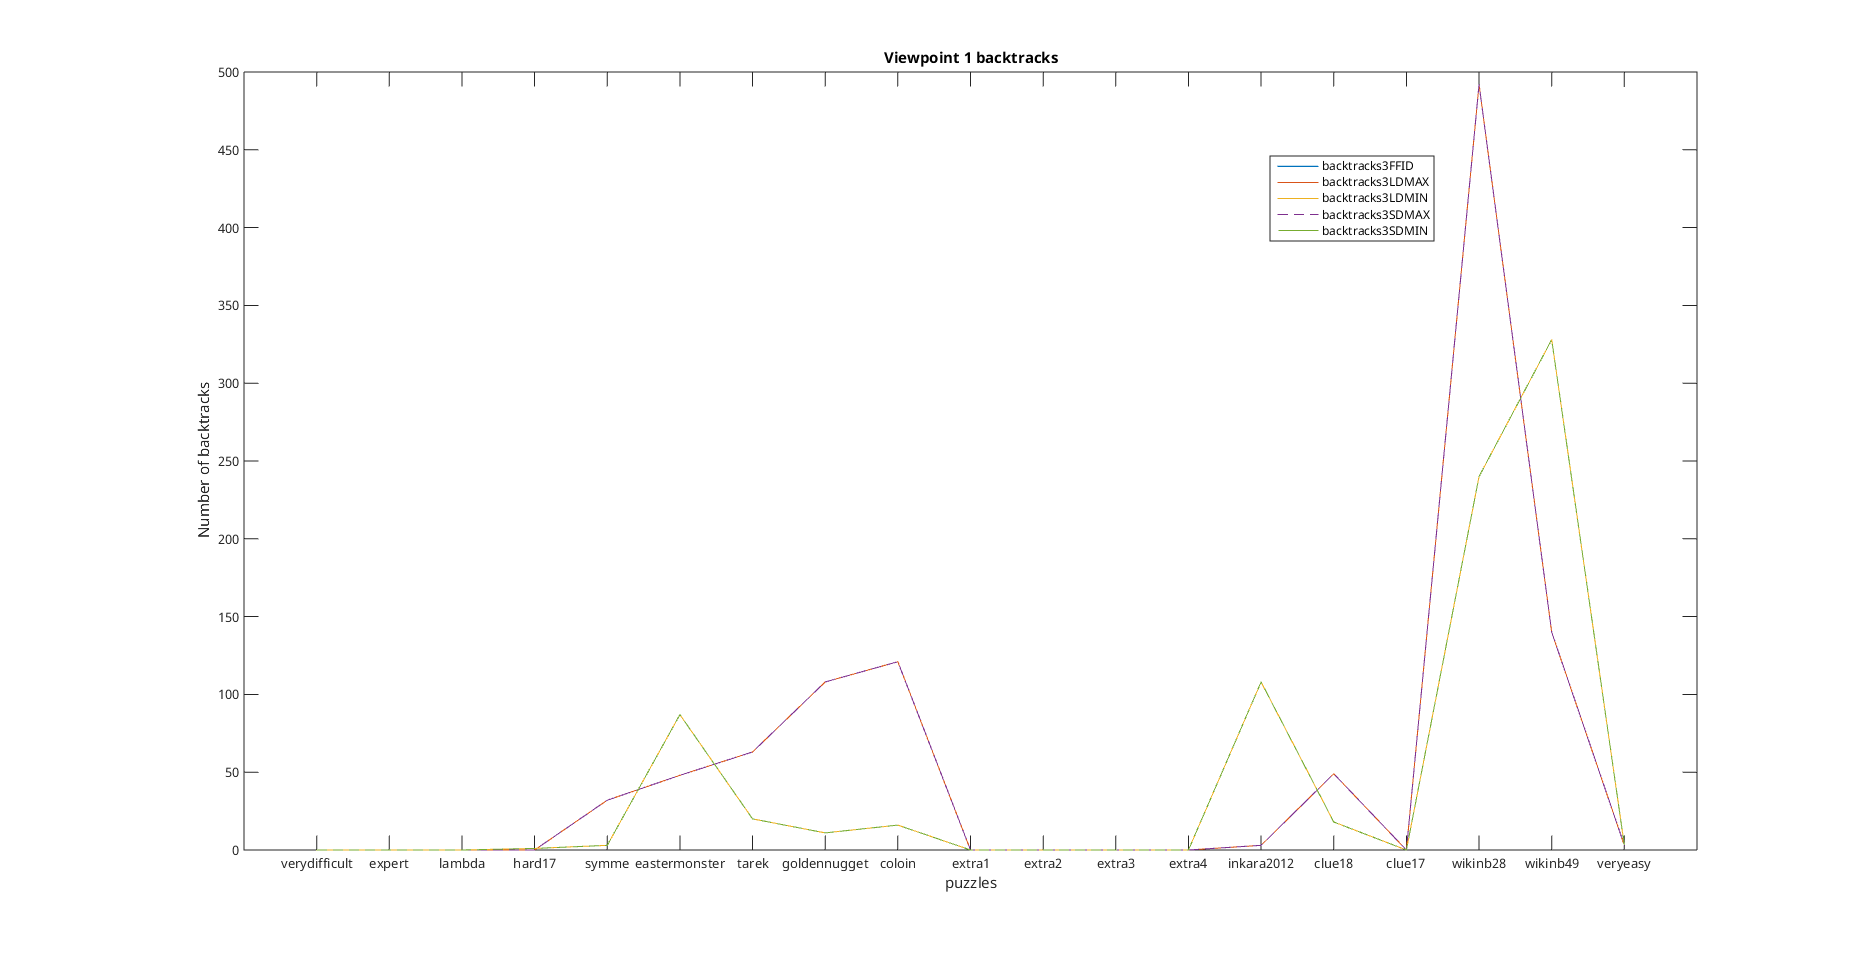 Viewpoint 1 backtracks
500
450
400
350
300
250
200
150
100
50
0
Number of backtracks
backtracks3FFID
backtracks3LDMAX
backtracks3LDMIN
backtracks3SDMAX
backtracks3SDMIN
verydifficult expert lambda hard17 symme eastermonster tarek goldennugget coloin extra1 extra2 extra3 extra4 inkara2012 clue18 clue17 wikinb28 wikinb49 veryeasy
puzzles